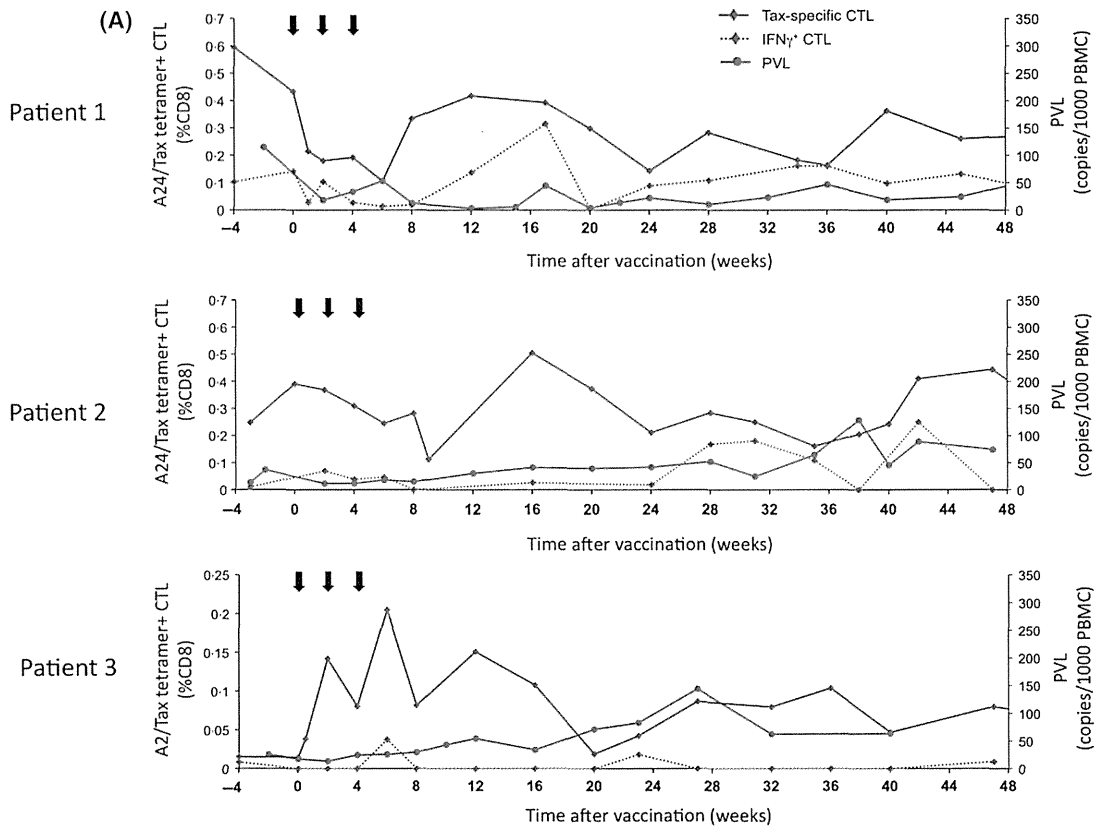 (A)
Tax-specific CTL
IFNγ⁺ CTL
PVL
Patient 1
A24/Tax tetramer+ CTL
(%CD8)
0·7
0·6
0·5
0·4
0·3
0·2
0·1
0
350
300
250
200
150
100
50
0
PVL
(copies/1000 PBMC)
−4 0 4 8 12 16 20 24 28 32 36 40 44 48
Time after vaccination (weeks)
Patient 2
A24/Tax tetramer+ CTL
(%CD8)
0·7
0·6
0·5
0·4
0·3
0·2
0·1
0
350
300
250
200
150
100
50
0
PVL
(copies/1000 PBMC)
−4 0 4 8 12 16 20 24 28 32 36 40 44 48
Time after vaccination (weeks)
Patient 3
A2/Tax tetramer+ CTL
(%CD8)
0·25
0·2
0·15
0·1
0·05
0
350
300
250
200
150
100
50
0
PVL
(copies/1000 PBMC)
−4 0 4 8 12 16 20 24 28 32 36 40 44 48
Time after vaccination (weeks)